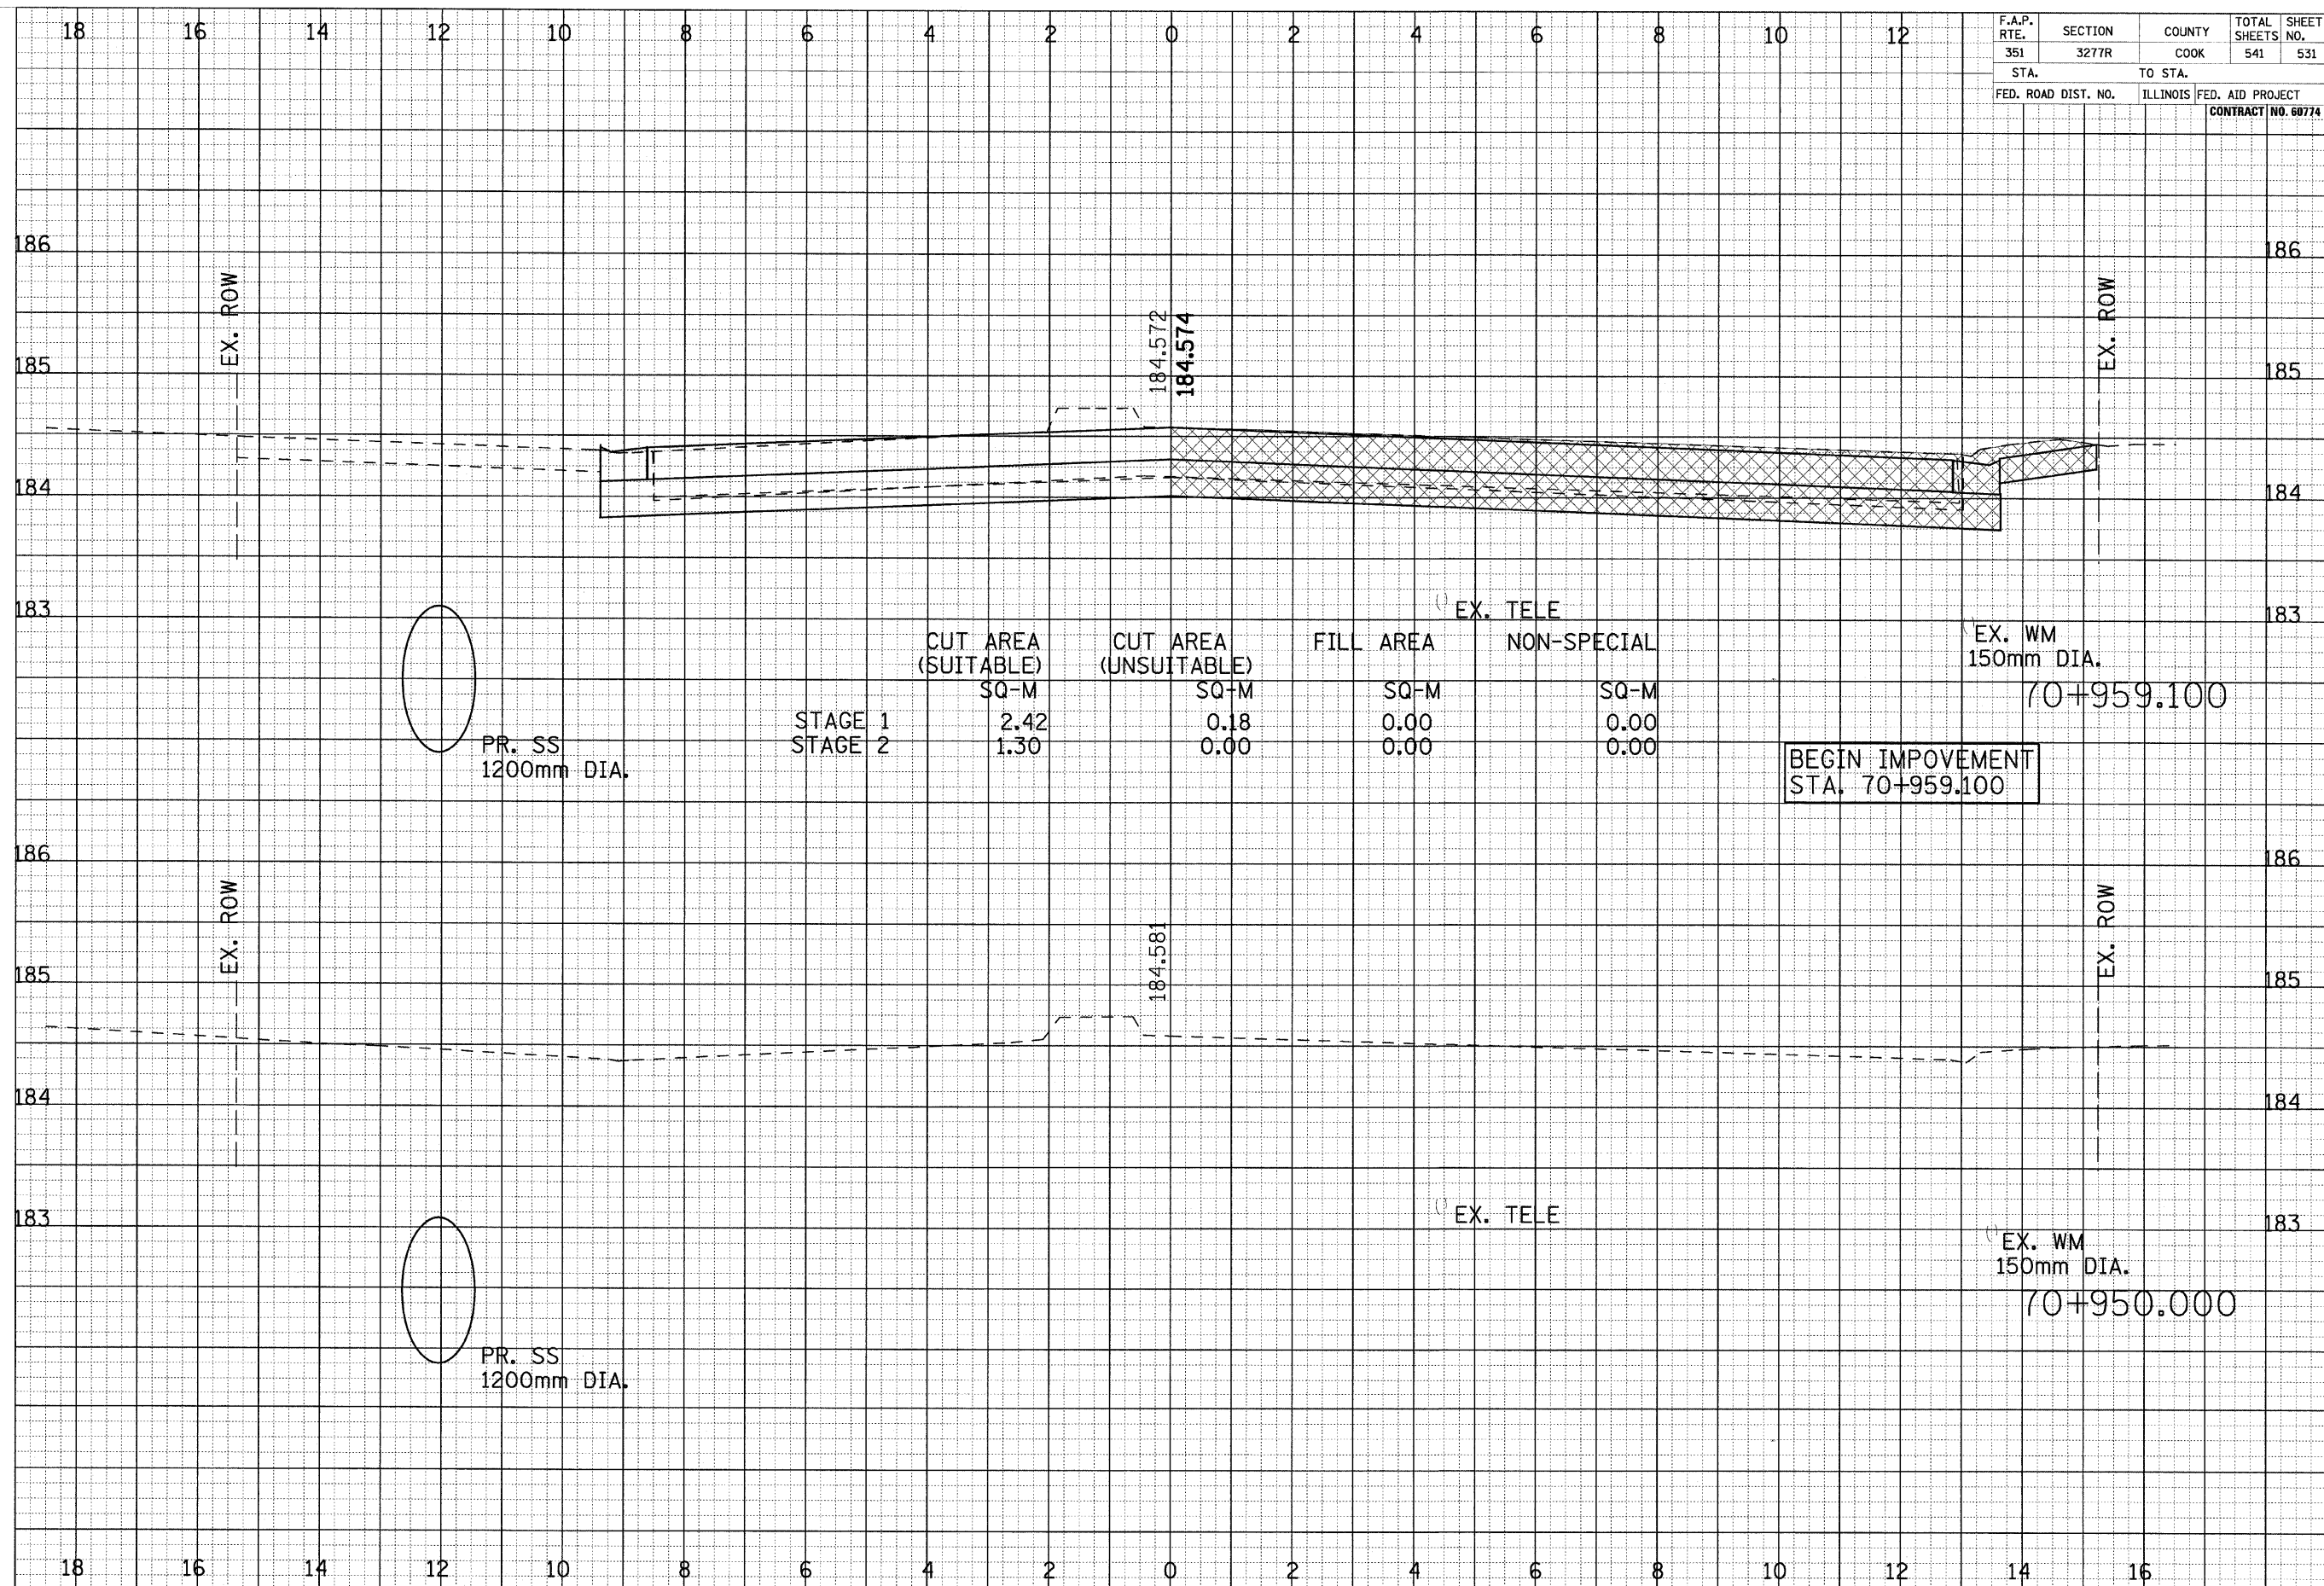 18 16 14 12 10 8 6 4 2 0 2 4 6 8 10 12
F.A.P. RTE. SECTION COUNTY TOTAL SHEETS SHEET NO.
351 3277R COOK 541 531
STA. TO STA.
FED. ROAD DIST. NO. ILLINOIS FED. AID PROJECT
CONTRACT NO. 60774
186 186
EX. ROW
EX. ROW
184.572
184.574
185 185
184 184
183 183
EX. TELE
CUT AREA CUT AREA FILL AREA NON-SPECIAL
(SUITABLE) (UNSUITABLE)
SQ-M SQ-M SQ-M SQ-M
STAGE 1 2.42 0.18 0.00 0.00
STAGE 2 1.30 0.00 0.00 0.00
EX. WM
150mm DIA.
70+959.100
PR. SS
1200mm DIA.
BEGIN IMPOVEMENT
STA. 70+959.100
186 186
EX. ROW
EX. ROW
184.581
185 185
184 184
183 183
EX. TELE
EX. WM
150mm DIA.
70+950.000
PR. SS
1200mm DIA.
18 16 14 12 10 8 6 4 2 0 2 4 6 8 10 12 14 16